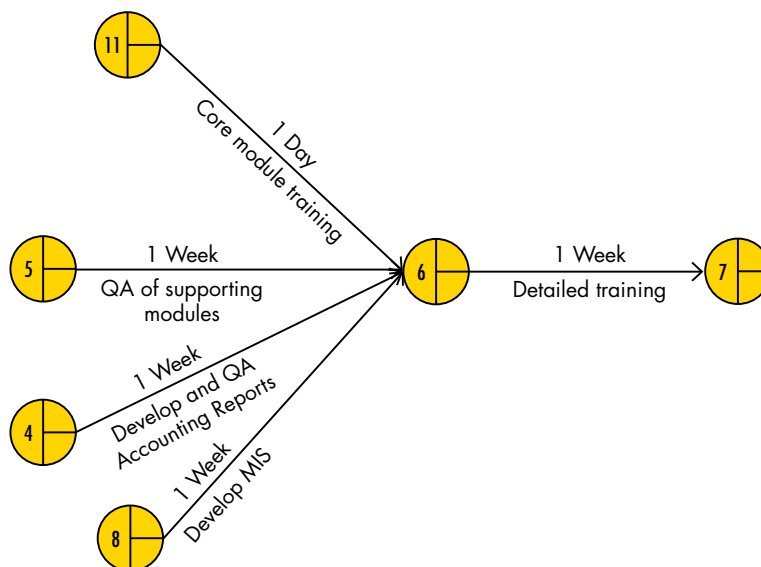 11
1 Day
Core module training
5
1 Week
QA of supporting
modules
6
1 Week
Detailed training
7
4
1 Week
Develop and QA
Accounting Reports
8
1 Week
Develop MIS